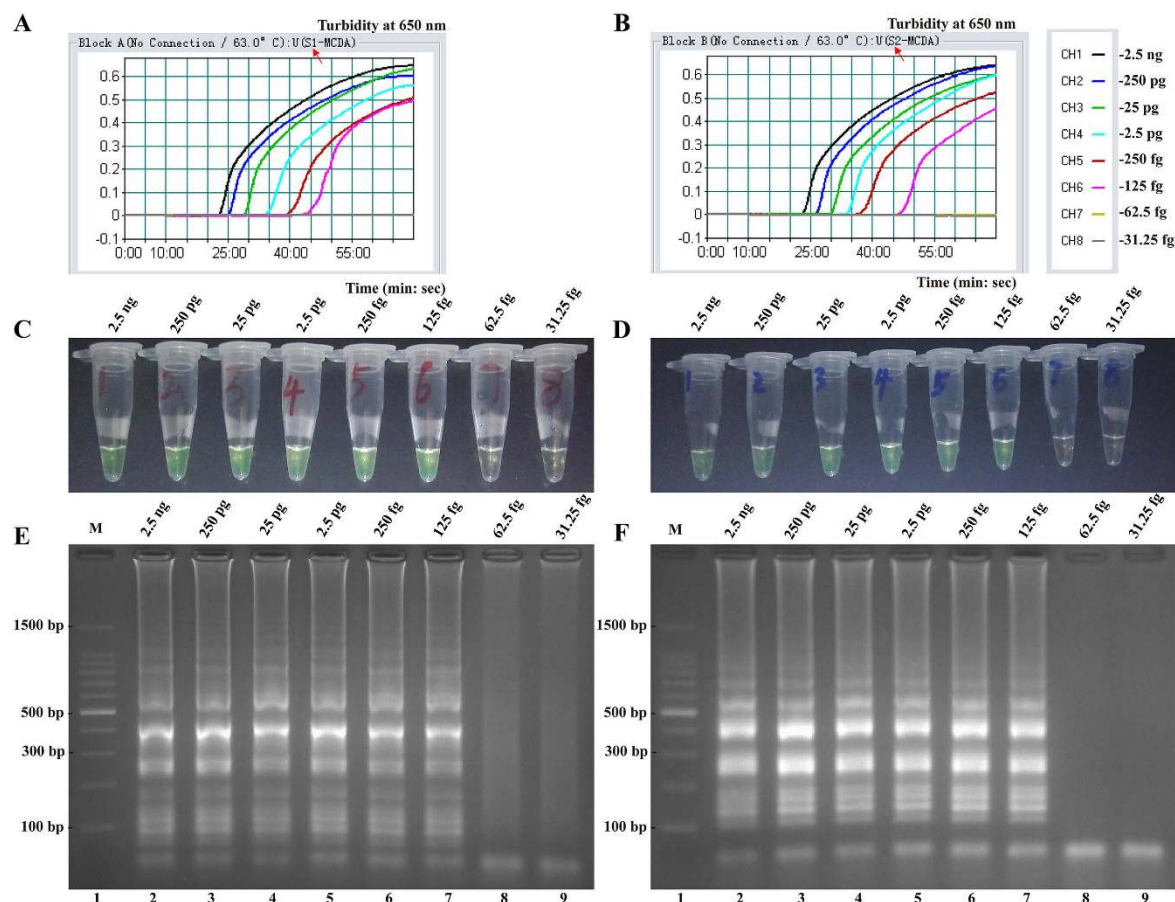 A
Turbidity at 650 nm
Block A(No Connection / 63.0° C):U(S1-MCDA)
0.6
0.5
0.4
0.3
0.2
0.1
0
-0.1
0:00 10:00 25:00 40:00 55:00
Time (min: sec)
B
Turbidity at 650 nm
Block B(No Connection / 63.0° C):U(S2-MCDA)
0.6
0.5
0.4
0.3
0.2
0.1
0
-0.1
0:00 10:00 25:00 40:00 55:00
Time (min: sec)
CH1 -2.5 ng
CH2 -250 pg
CH3 -25 pg
CH4 -2.5 pg
CH5 -250 fg
CH6 -125 fg
CH7 -62.5 fg
CH8 -31.25 fg
C
2.5 ng 250 pg 25 pg 2.5 pg 250 fg 125 fg 62.5 fg 31.25 fg
1 2 3 4 5 6 7 8
D
2.5 ng 250 pg 25 pg 2.5 pg 250 fg 125 fg 62.5 fg 31.25 fg
1 2 3 4 5 6 7 8
E
M 2.5 ng 250 pg 25 pg 2.5 pg 250 fg 125 fg 62.5 fg 31.25 fg
1500 bp
500 bp
300 bp
100 bp
1 2 3 4 5 6 7 8 9
F
M 2.5 ng 250 pg 25 pg 2.5 pg 250 fg 125 fg 62.5 fg 31.25 fg
1500 bp
500 bp
300 bp
100 bp
1 2 3 4 5 6 7 8 9